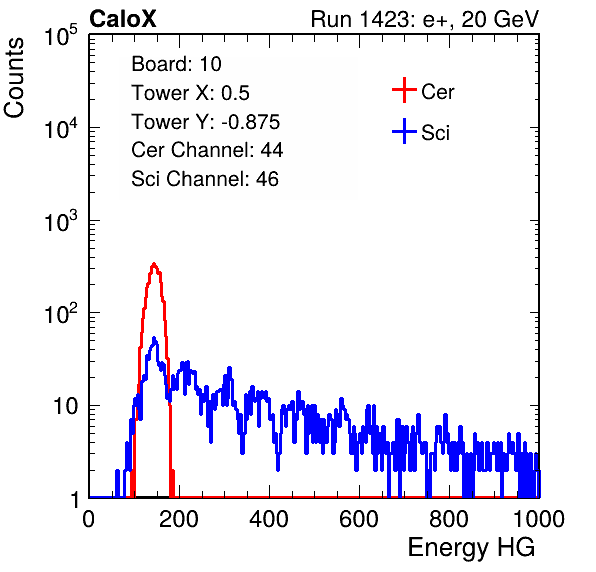 CaloX Run 1423: e+, 20 GeV
Counts
10^5
10^4
10^3
10^2
10
1
Board: 10
Tower X: 0.5
Tower Y: -0.875
Cer Channel: 44
Sci Channel: 46
Cer
Sci
0 200 400 600 800 1000
Energy HG